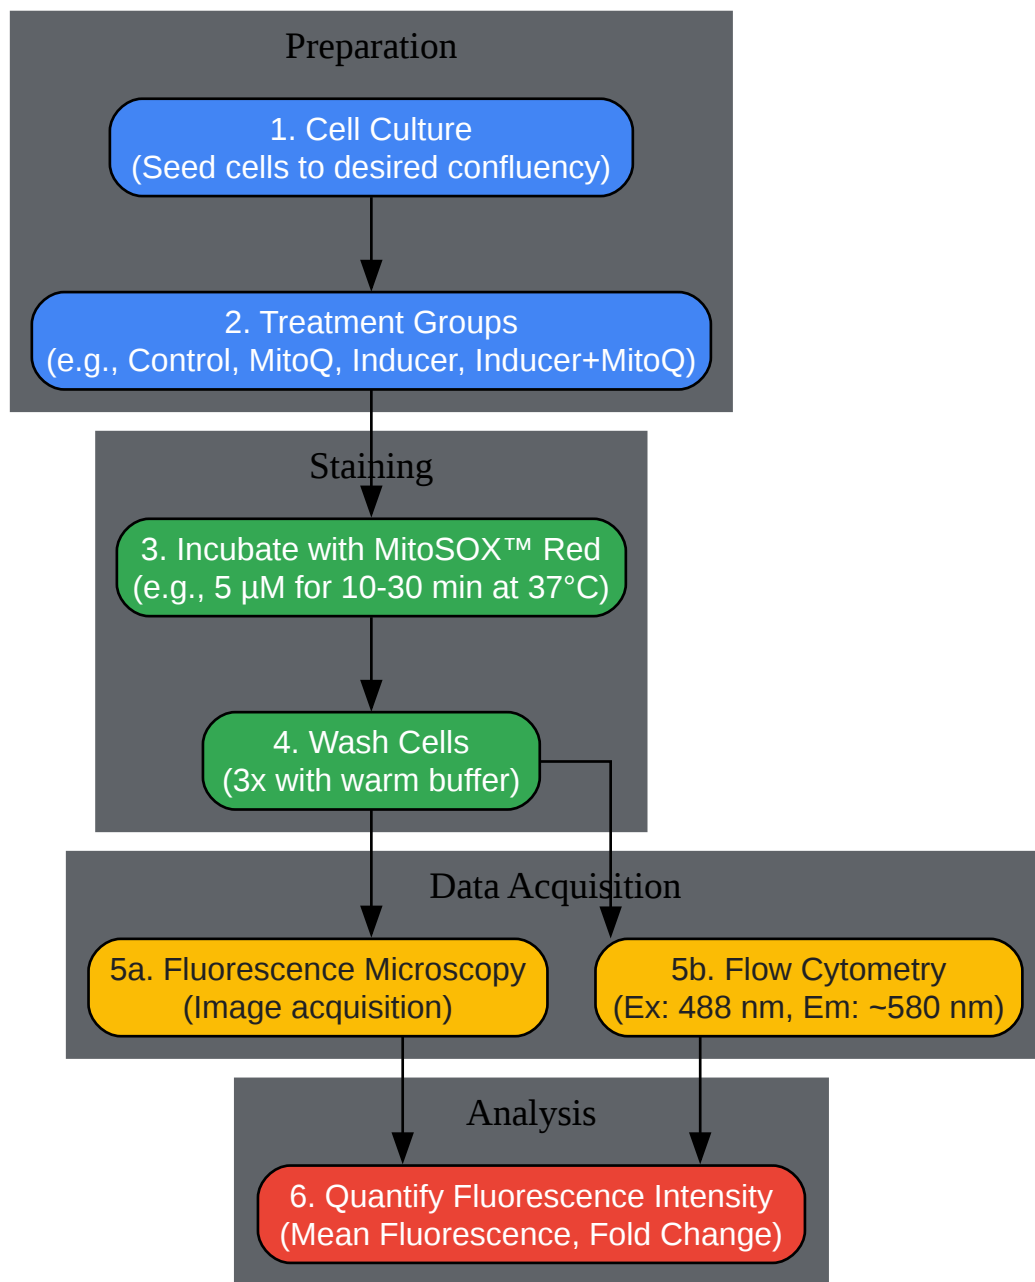 Preparation
1. Cell Culture
(Seed cells to desired confluency)
2. Treatment Groups
(e.g., Control, MitoQ, Inducer, Inducer+MitoQ)
Staining
3. Incubate with MitoSOX™ Red
(e.g., 5 µM for 10-30 min at 37°C)
4. Wash Cells
(3x with warm buffer)
Data Acquisition
5a. Fluorescence Microscopy
(Image acquisition)
5b. Flow Cytometry
(Ex: 488 nm, Em: ~580 nm)
Analysis
6. Quantify Fluorescence Intensity
(Mean Fluorescence, Fold Change)